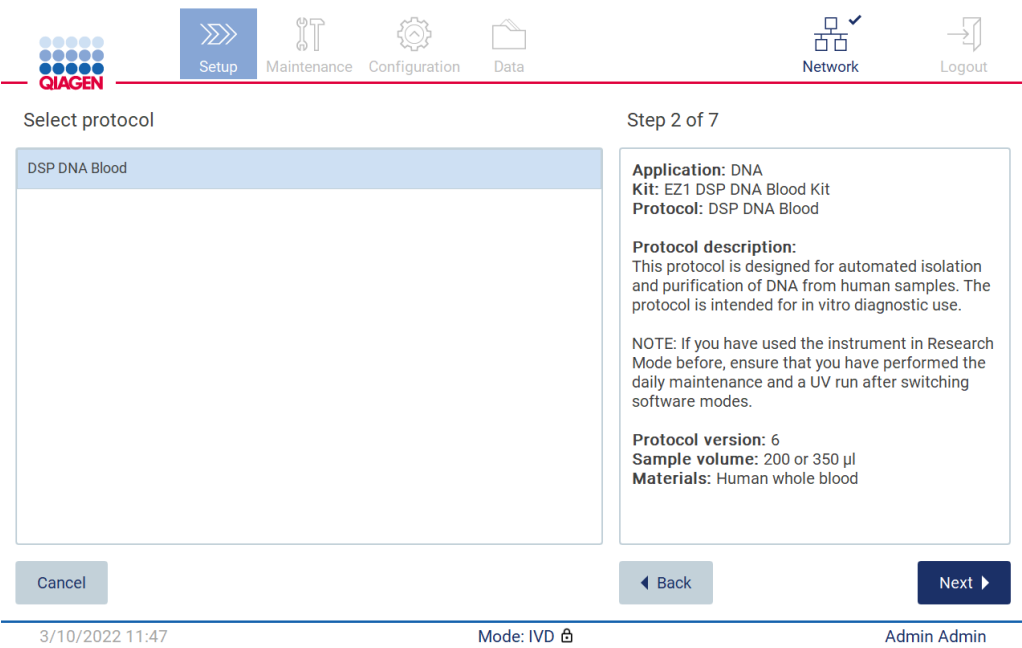 QIAGEN
Setup
Maintenance
Configuration
Data
Network
Logout
Select protocol
Step 2 of 7
DSP DNA Blood
Application: DNA
Kit: EZ1 DSP DNA Blood Kit
Protocol: DSP DNA Blood
Protocol description:
This protocol is designed for automated isolation
and purification of DNA from human samples. The
protocol is intended for in vitro diagnostic use.
NOTE: If you have used the instrument in Research
Mode before, ensure that you have performed the
daily maintenance and a UV run after switching
software modes.
Protocol version: 6
Sample volume: 200 or 350 µl
Materials: Human whole blood
Cancel
Back
Next
3/10/2022 11:47
Mode: IVD
Admin Admin